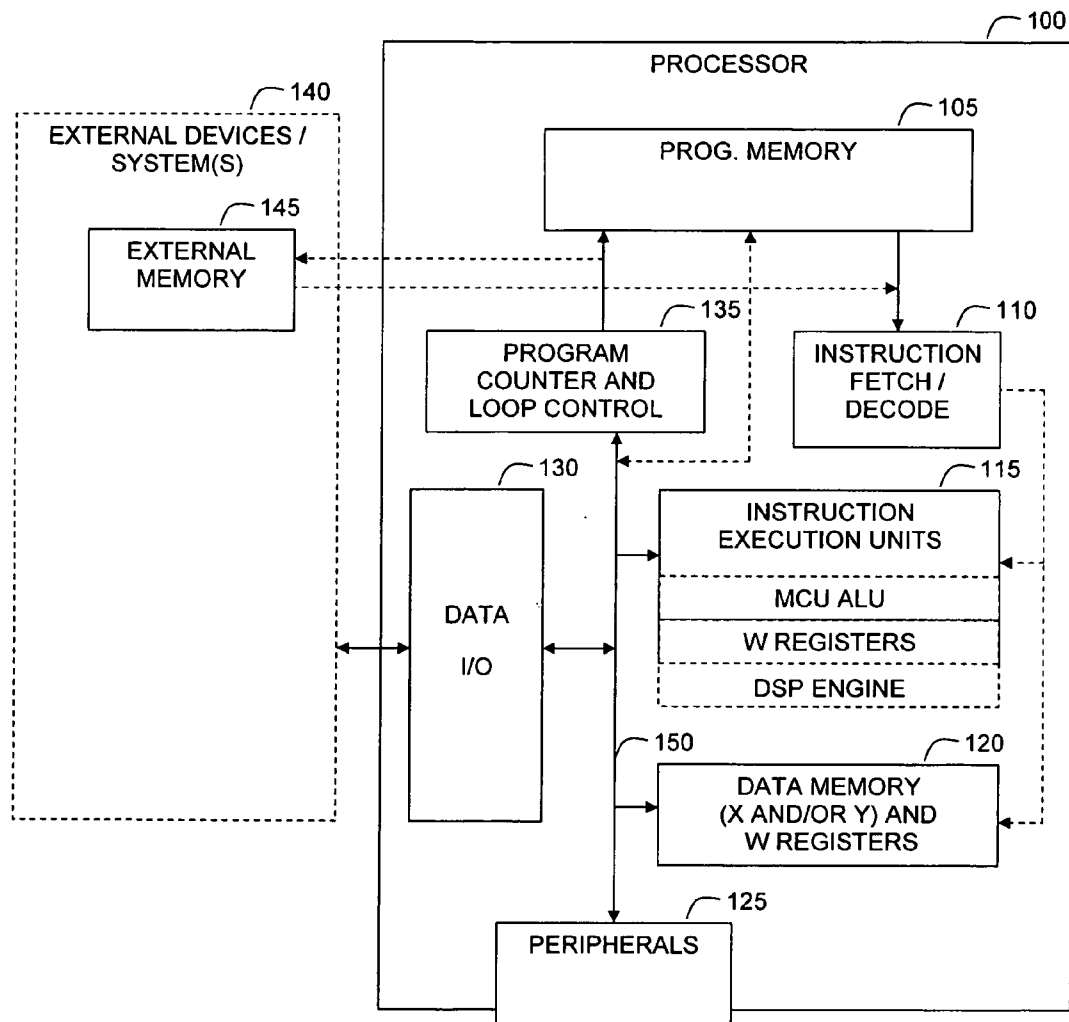 100
PROCESSOR
140
EXTERNAL DEVICES /
SYSTEM(S)
105
PROG. MEMORY
145
EXTERNAL
MEMORY
135
PROGRAM
COUNTER AND
LOOP CONTROL
110
INSTRUCTION
FETCH /
DECODE
130
DATA
I/O
115
INSTRUCTION
EXECUTION UNITS
MCU ALU
W REGISTERS
DSP ENGINE
150
120
DATA MEMORY
(X AND/OR Y) AND
W REGISTERS
125
PERIPHERALS